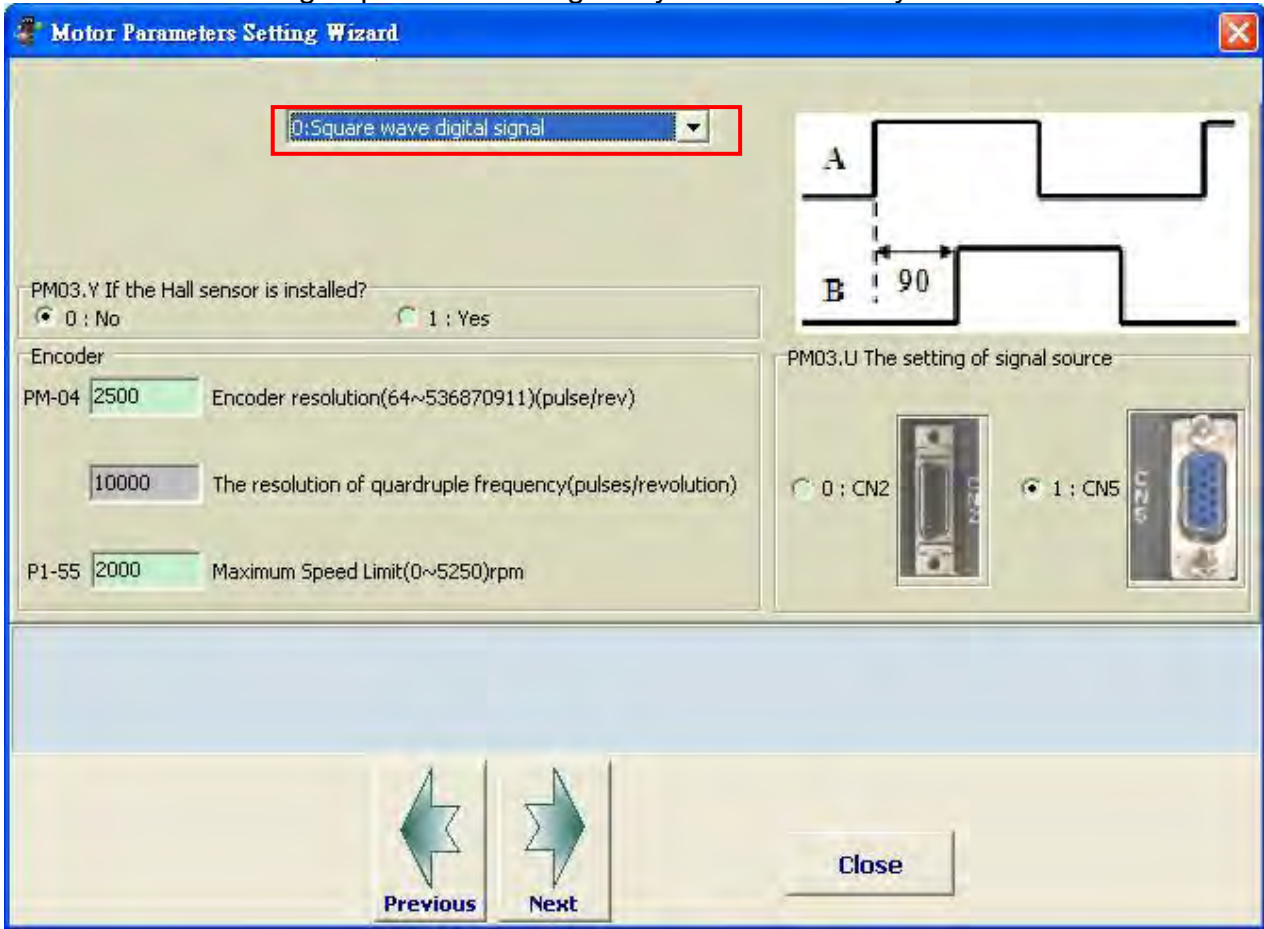 Motor Parameters Setting Wizard
0:Square wave digital signal
A
B
90
PM03.Y If the Hall sensor is installed?
0 : No
1 : Yes
Encoder
PM-04 2500 Encoder resolution(64~536870911)(pulse/rev)
10000 The resolution of quardruple frequency(pulses/revolution)
P1-55 2000 Maximum Speed Limit(0~5250)rpm
PM03.U The setting of signal source
0 : CN2
CN2
1 : CN5
CN5
Previous
Next
Close